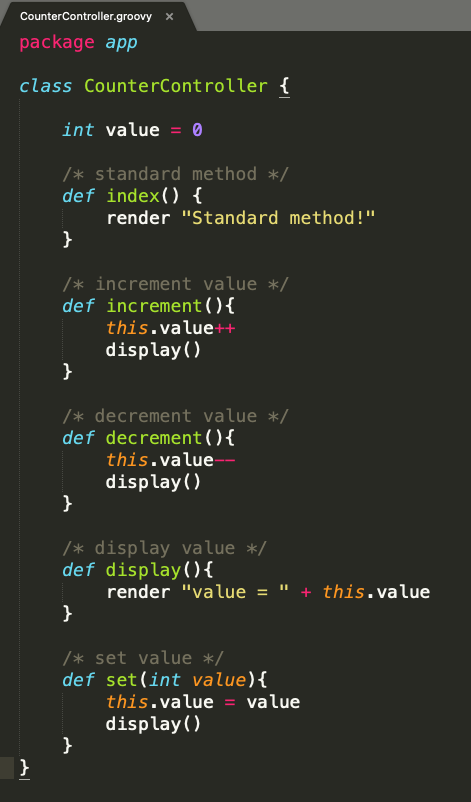 CounterController.groovy ×
package app
class CounterController {
int value = 0
/* standard method */
def index() {
render "Standard method!"
}
/* increment value */
def increment(){
this.value++
display()
}
/* decrement value */
def decrement(){
this.value--
display()
}
/* display value */
def display(){
render "value = " + this.value
}
/* set value */
def set(int value){
this.value = value
display()
}
}